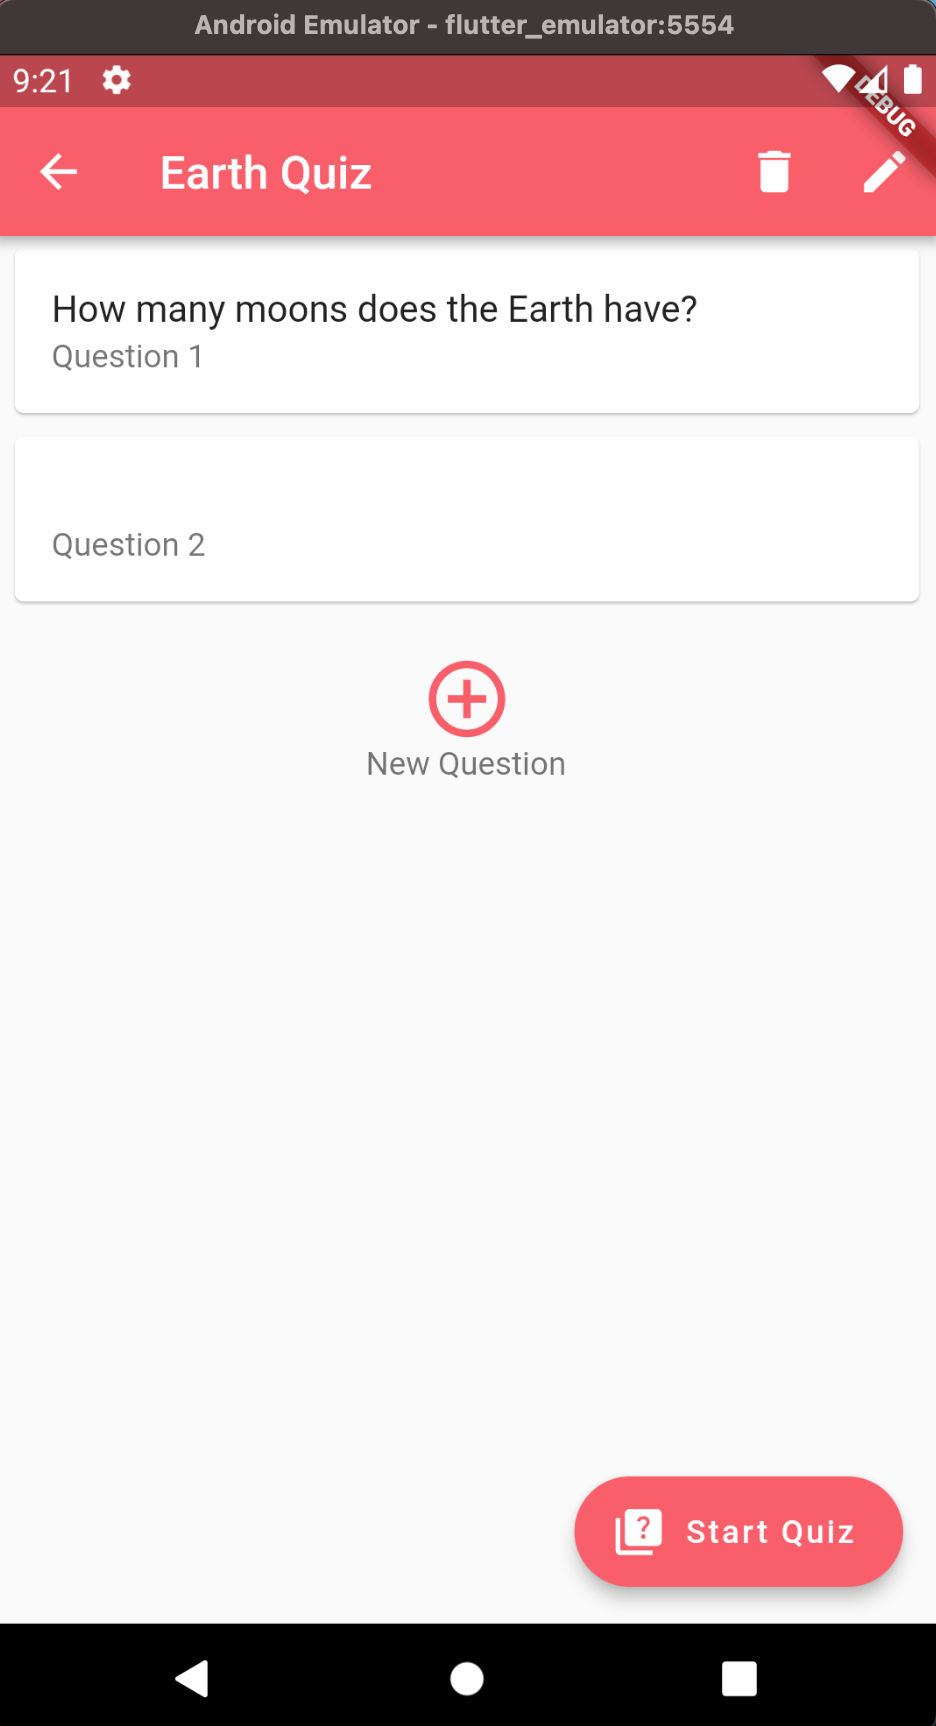 Android Emulator - flutter_emulator:5554
9:21
DEBUG
Earth Quiz
How many moons does the Earth have?
Question 1
Question 2
New Question
? Start Quiz